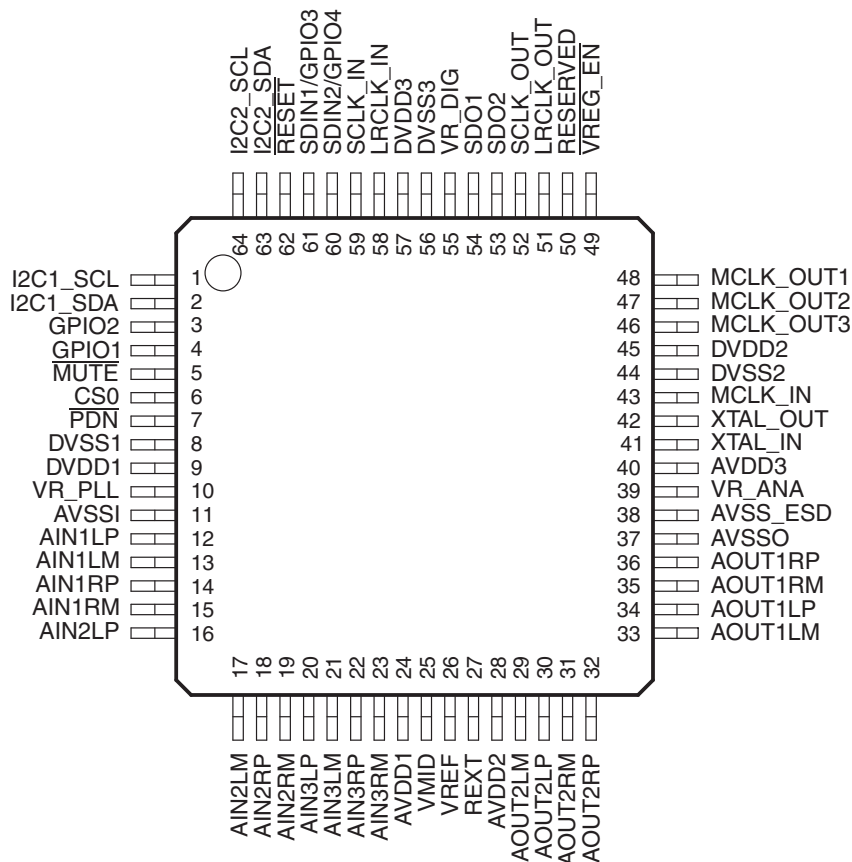 I2C2_SCL
I2C2_SDA
RESET
SDIN1/GPIO3
SDIN2/GPIO4
SCLK_IN
LRCLK_IN
DVDD3
DVSS3
VR_DIG
SDO1
SDO2
SCLK_OUT
LRCLK_OUT
RESERVED
VREG_EN
64
63
62
61
60
59
58
57
56
55
54
53
52
51
50
49
I2C1_SCL 1
I2C1_SDA 2
GPIO2 3
GPIO1 4
MUTE 5
CS0 6
PDN 7
DVSS1 8
DVDD1 9
VR_PLL 10
AVSSI 11
AIN1LP 12
AIN1LM 13
AIN1RP 14
AIN1RM 15
AIN2LP 16
48 MCLK_OUT1
47 MCLK_OUT2
46 MCLK_OUT3
45 DVDD2
44 DVSS2
43 MCLK_IN
42 XTAL_OUT
41 XTAL_IN
40 AVDD3
39 VR_ANA
38 AVSS_ESD
37 AVSSO
36 AOUT1RP
35 AOUT1RM
34 AOUT1LP
33 AOUT1LM
17
18
19
20
21
22
23
24
25
26
27
28
29
30
31
32
AIN2LM
AIN2RP
AIN2RM
AIN3LP
AIN3LM
AIN3RP
AIN3RM
AVDD1
VMID
VREF
REXT
AVDD2
AOUT2LM
AOUT2LP
AOUT2RM
AOUT2RP